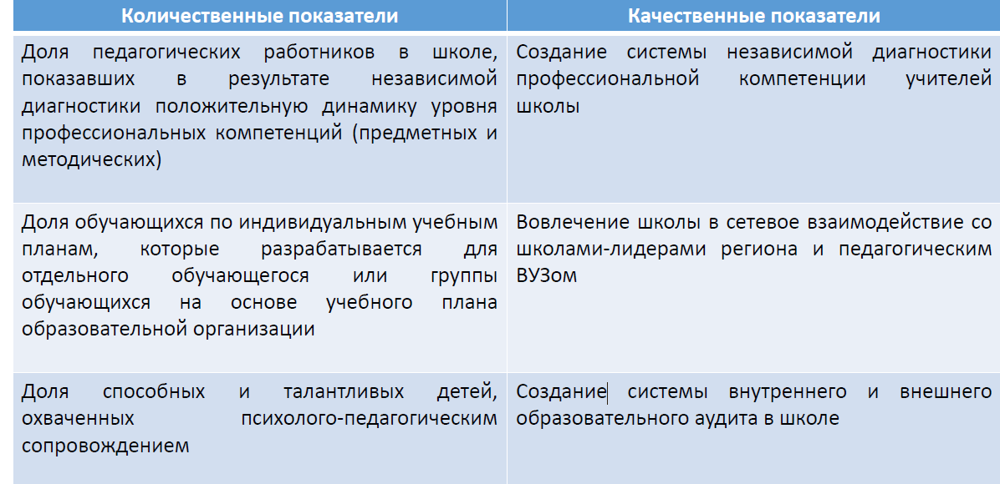 Количественные показатели
Качественные показатели
Доля педагогических работников в школе,
показавших в результате независимой
диагностики положительную динамику уровня
профессиональных компетенций (предметных и
методических)
Создание системы независимой диагностики
профессиональной компетенции учителей
школы
Доля обучающихся по индивидуальным учебным
планам, которые разрабатывается для
отдельного обучающегося или группы
обучающихся на основе учебного плана
образовательной организации
Вовлечение школы в сетевое взаимодействие со
школами-лидерами региона и педагогическим
ВУЗом
Доля способных и талантливых детей,
охваченных психолого-педагогическим
сопровождением
Создание системы внутреннего и внешнего
образовательного аудита в школе